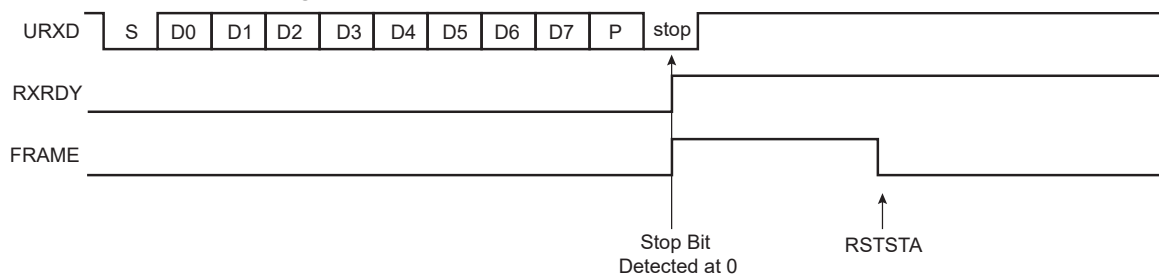 URXD S D0 D1 D2 D3 D4 D5 D6 D7 P stop
RXRDY
FRAME
Stop Bit
Detected at 0
RSTSTA